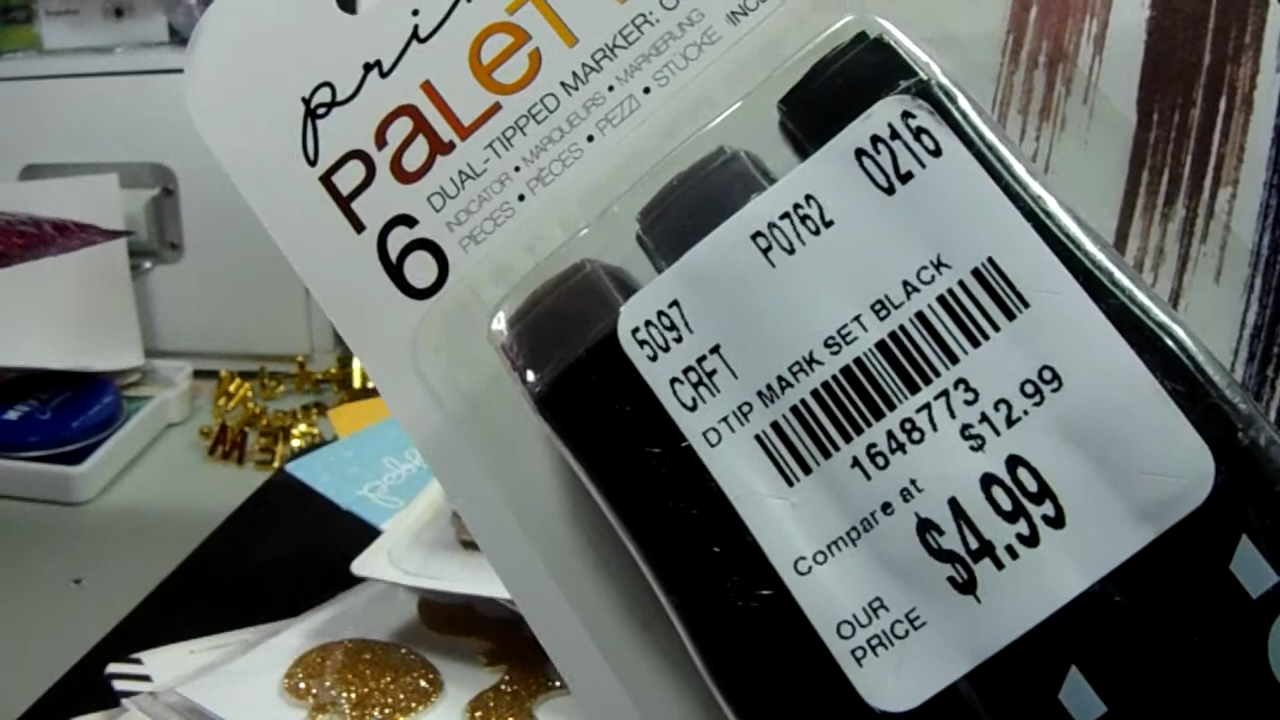 PaLeT
6 DUAL-TIPPED MARKER:
INDICATOR • MARQUEURS • MARKIERUNG
PIECES • PIÈCES • PEZZI • STÜCKE
5097 P0762 0216
CRFT
DTIP MARK SET BLACK
1648773
Compare at $12.99
OUR PRICE $4.99